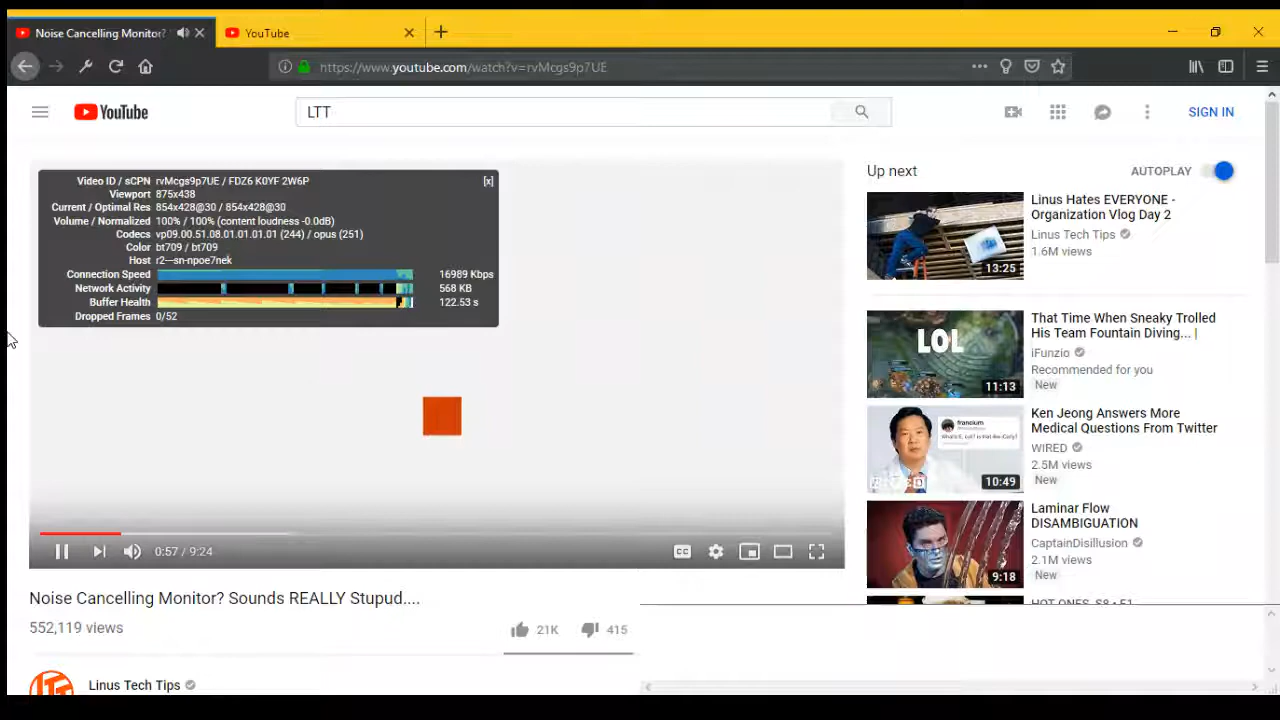 Noise Cancelling Monitor?
YouTube
https://www.youtube.com/watch?v=rvMcgs9p7UE
YouTube
LTT
SIGN IN
Video ID / sCPN rvMcgs9p7UE / FDZ6 K0YF 2W6P
[x]
Viewport 875x438
Current / Optimal Res 854x428@30 / 854x428@30
Volume / Normalized 100% / 100% (content loudness -0.0dB)
Codecs vp09.00.51.08.01.01.01.01 (244) / opus (251)
Color bt709 / bt709
Host r2---sn-npoe7nek
Connection Speed 16989 Kbps
Network Activity 568 KB
Buffer Health 122.53 s
Dropped Frames 0/52
0:57 / 9:24
CC
Noise Cancelling Monitor? Sounds REALLY Stupud....
552,119 views
21K 415
LTT
Linus Tech Tips
Up next
AUTOPLAY
13:25
Linus Hates EVERYONE -
Organization Vlog Day 2
Linus Tech Tips
1.6M views
LOL
11:13
That Time When Sneaky Trolled
His Team Fountain Diving... |
iFunzio
Recommended for you
New
francium
10:49
Ken Jeong Answers More
Medical Questions From Twitter
WIRED
2.5M views
New
9:18
Laminar Flow
DISAMBIGUATION
CaptainDisillusion
2.1M views
New